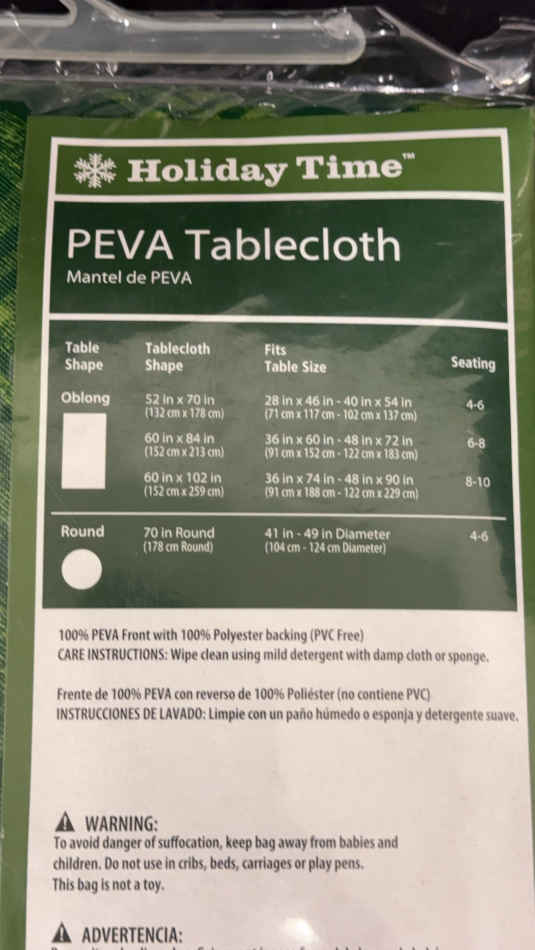 Holiday Time™
PEVA Tablecloth
Mantel de PEVA
Table Shape Tablecloth Shape Fits Table Size Seating
Oblong 52 in x 70 in 28 in x 46 in - 40 in x 54 in 4-6
(132 cm x 178 cm) (71 cm x 117 cm - 102 cm x 137 cm)
60 in x 84 in 36 in x 60 in - 48 in x 72 in 6-8
(152 cm x 213 cm) (91 cm x 152 cm - 122 cm x 183 cm)
60 in x 102 in 36 in x 74 in - 48 in x 90 in 8-10
(152 cm x 259 cm) (91 cm x 188 cm - 122 cm x 229 cm)
Round 70 in Round 41 in - 49 in Diameter 4-6
(178 cm Round) (104 cm - 124 cm Diameter)
100% PEVA Front with 100% Polyester backing (PVC Free)
CARE INSTRUCTIONS: Wipe clean using mild detergent with damp cloth or sponge.
Frente de 100% PEVA con reverso de 100% Poliéster (no contiene PVC)
INSTRUCCIONES DE LAVADO: Limpie con un paño húmedo o esponja y detergente suave.
WARNING:
To avoid danger of suffocation, keep bag away from babies and
children. Do not use in cribs, beds, carriages or play pens.
This bag is not a toy.
ADVERTENCIA: